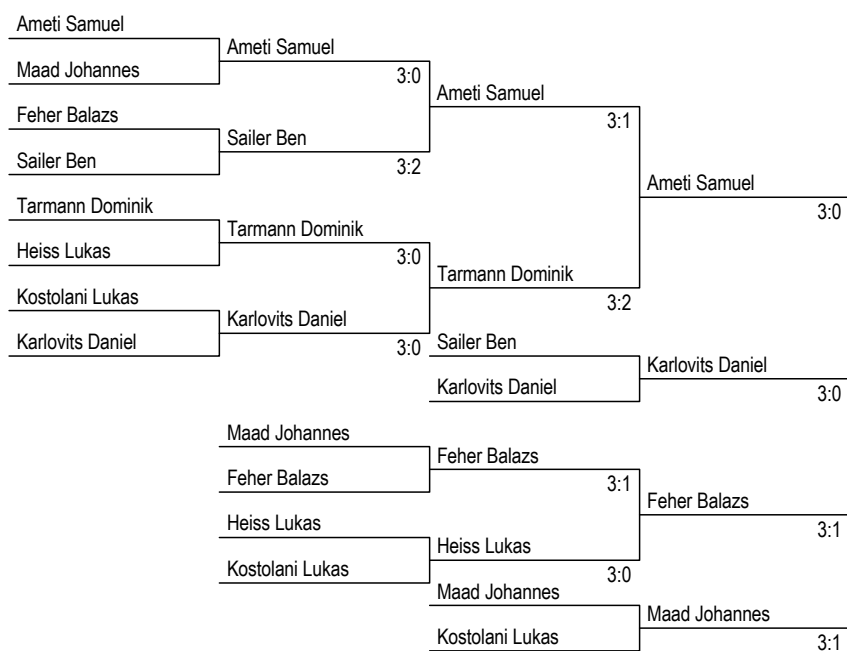 Ameti Samuel
Ameti Samuel
Maad Johannes
3:0
Ameti Samuel
Feher Balazs
3:1
Sailer Ben
Sailer Ben
3:2
Ameti Samuel
Tarmann Dominik
3:0
Tarmann Dominik
Heiss Lukas
3:0
Tarmann Dominik
Kostolani Lukas
3:2
Karlovits Daniel
Karlovits Daniel
3:0
Sailer Ben
Karlovits Daniel
Karlovits Daniel
3:0
Maad Johannes
Feher Balazs
Feher Balazs
3:1
Feher Balazs
Heiss Lukas
3:1
Heiss Lukas
Kostolani Lukas
3:0
Maad Johannes
Maad Johannes
Kostolani Lukas
3:1